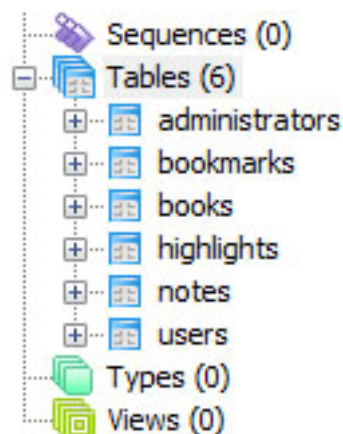 Sequences (0)
Tables (6)
administrators
bookmarks
books
highlights
notes
users
Types (0)
Views (0)